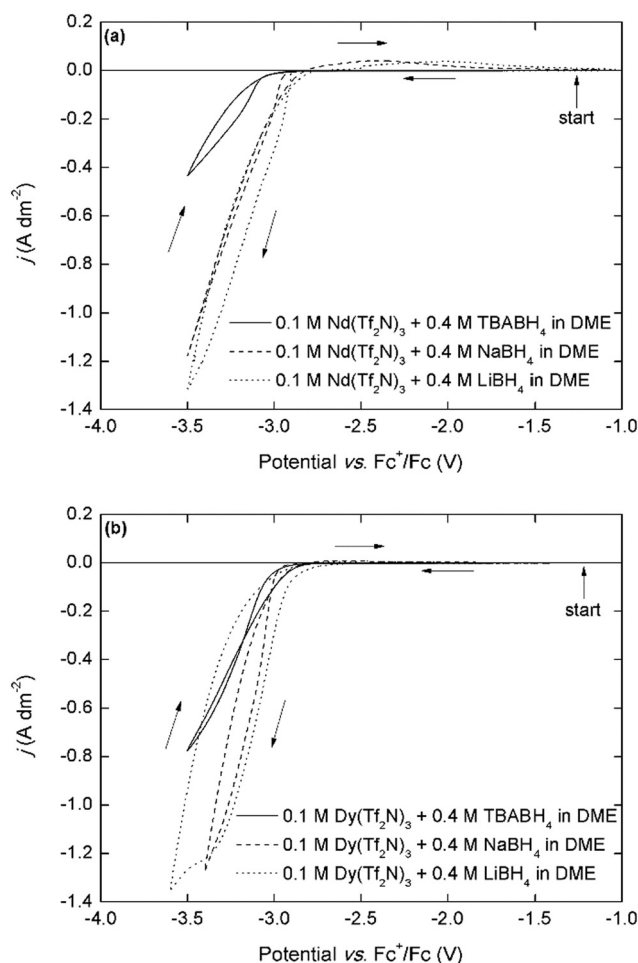 (a)
0.2
0.0
-0.2
-0.4
-0.6
-0.8
-1.0
-1.2
-1.4
j (A dm⁻²)
start
0.1 M Nd(Tf₂N)₃ + 0.4 M TBABH₄ in DME
0.1 M Nd(Tf₂N)₃ + 0.4 M NaBH₄ in DME
0.1 M Nd(Tf₂N)₃ + 0.4 M LiBH₄ in DME
-4.0 -3.5 -3.0 -2.5 -2.0 -1.5 -1.0
Potential vs. Fc⁺/Fc (V)
(b)
0.2
0.0
-0.2
-0.4
-0.6
-0.8
-1.0
-1.2
-1.4
j (A dm⁻²)
start
0.1 M Dy(Tf₂N)₃ + 0.4 M TBABH₄ in DME
0.1 M Dy(Tf₂N)₃ + 0.4 M NaBH₄ in DME
0.1 M Dy(Tf₂N)₃ + 0.4 M LiBH₄ in DME
-4.0 -3.5 -3.0 -2.5 -2.0 -1.5 -1.0
Potential vs. Fc⁺/Fc (V)